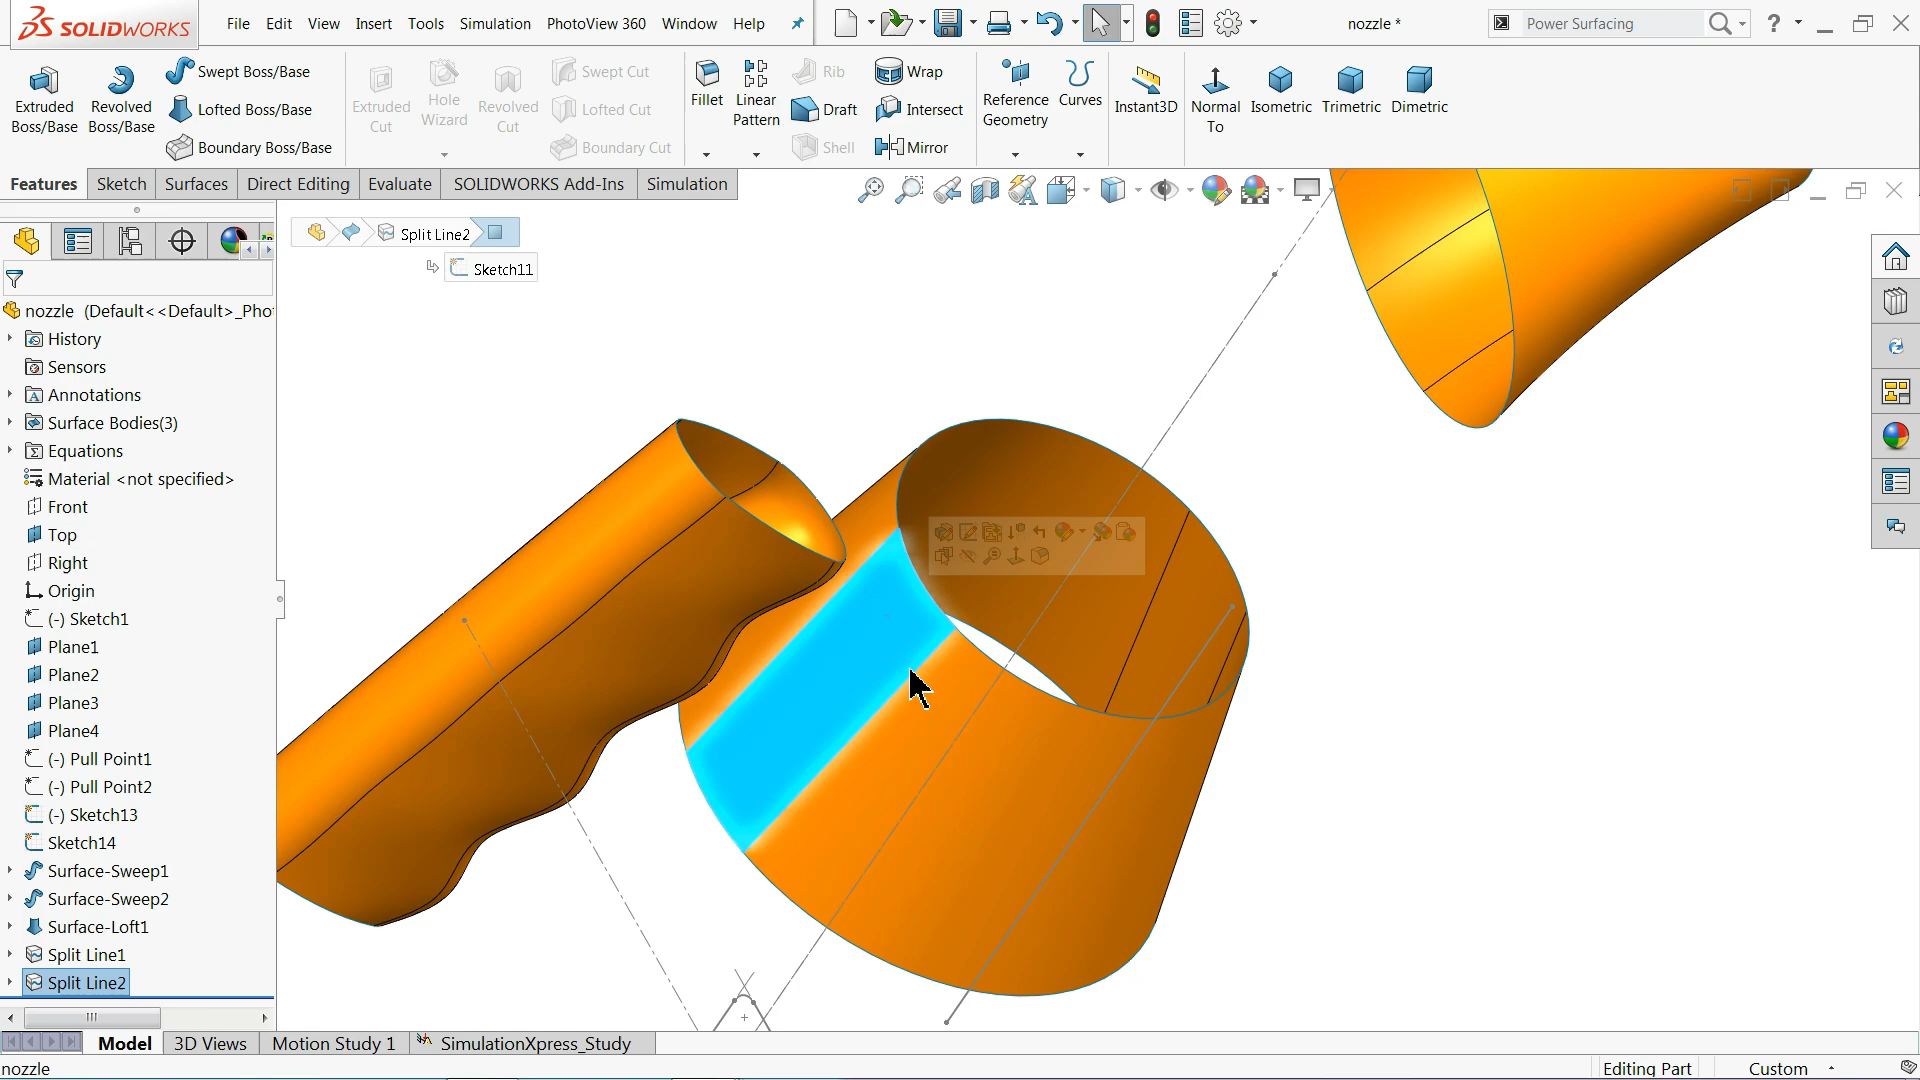 SOLIDWORKS
File Edit View Insert Tools Simulation PhotoView 360 Window Help
nozzle *
Power Surfacing
?
Extruded Boss/Base
Revolved Boss/Base
Swept Boss/Base
Lofted Boss/Base
Boundary Boss/Base
Extruded Cut
Hole Wizard
Revolved Cut
Swept Cut
Lofted Cut
Boundary Cut
Fillet
Linear Pattern
Rib
Draft
Shell
Wrap
Intersect
Mirror
Reference Geometry
Curves
Instant3D
Normal To
Isometric
Trimetric
Dimetric
Features Sketch Surfaces Direct Editing Evaluate SOLIDWORKS Add-Ins Simulation
Split Line2
Sketch11
nozzle (Default<<Default>_Phot
History
Sensors
Annotations
Surface Bodies(3)
Equations
Material <not specified>
Front
Top
Right
Origin
(-) Sketch1
Plane1
Plane2
Plane3
Plane4
(-) Pull Point1
(-) Pull Point2
(-) Sketch13
Sketch14
Surface-Sweep1
Surface-Sweep2
Surface-Loft1
Split Line1
Split Line2
Model 3D Views Motion Study 1 SimulationXpress_Study
nozzle
Editing Part
Custom